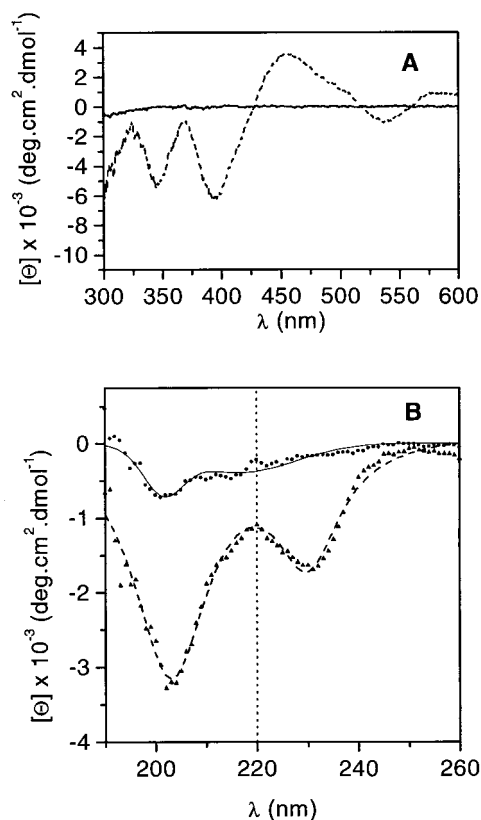 A
[Θ] x 10⁻³ (deg.cm².dmol⁻¹)
4
2
0
-2
-4
-6
-8
-10
300 350 400 450 500 550 600
λ (nm)
B
[Θ] x 10⁻³ (deg.cm².dmol⁻¹)
0
-1
-2
-3
-4
200 220 240 260
λ (nm)